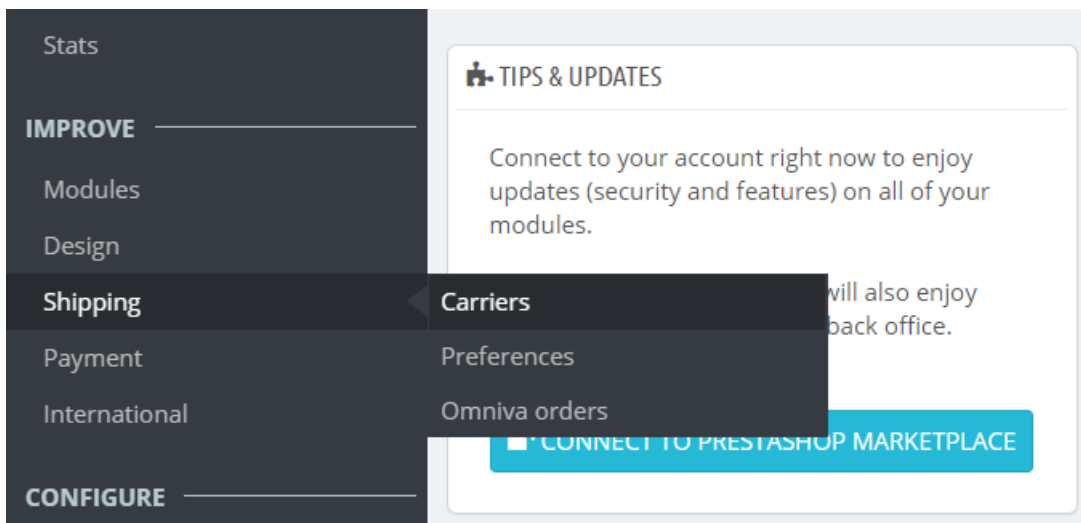 Stats
IMPROVE
Modules
Design
Shipping
Payment
International
CONFIGURE
Carriers
Preferences
Omniva orders
TIPS & UPDATES
Connect to your account right now to enjoy
updates (security and features) on all of your
modules.
will also enjoy
back office.
CONNECT TO PRESTASHOP MARKETPLACE